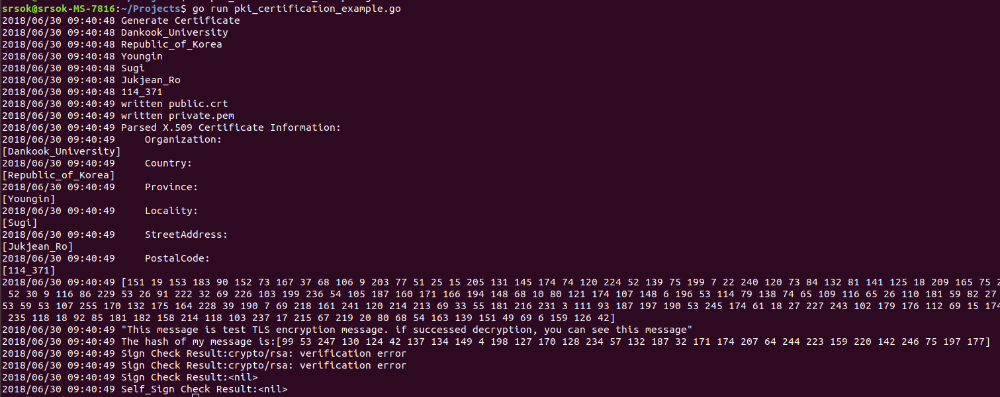 srsok@srsok-MS-7816:~/Projects$ go run pki_certification_example.go
2018/06/30 09:40:48 Generate Certificate
2018/06/30 09:40:48 Dankook_University
2018/06/30 09:40:48 Republic_of_Korea
2018/06/30 09:40:48 Youngin
2018/06/30 09:40:48 Sugi
2018/06/30 09:40:48 Jukjean_Ro
2018/06/30 09:40:48 114_371
2018/06/30 09:40:49 written public.crt
2018/06/30 09:40:49 written private.pem
2018/06/30 09:40:49 Parsed X.509 Certificate Information:
2018/06/30 09:40:49     Organization:
[Dankook_University]
2018/06/30 09:40:49     Country:
[Republic_of_Korea]
2018/06/30 09:40:49     Province:
[Youngin]
2018/06/30 09:40:49     Locality:
[Sugi]
2018/06/30 09:40:49     StreetAddress:
[Jukjean_Ro]
2018/06/30 09:40:49     PostalCode:
[114_371]
2018/06/30 09:40:49 [151 19 153 183 90 152 73 167 37 68 106 9 203 77 51 25 15 205 131 145 174 74 120 224 52 139 75 199 7 22 240 120 73 84 132 81 141 125 18 209 165 75 2
52 30 9 116 86 229 53 26 91 222 32 69 226 103 199 236 54 105 187 160 171 166 194 148 68 10 80 121 174 107 148 6 196 53 114 79 138 74 65 109 116 65 26 110 181 59 82 27
53 59 53 107 255 170 132 175 164 228 39 190 7 69 218 161 241 120 214 213 69 33 55 181 216 231 3 111 93 187 197 190 53 245 174 61 18 27 227 243 102 179 176 112 69 15 174
235 118 18 92 85 181 182 158 214 118 103 237 17 215 67 219 20 80 68 54 163 139 151 49 69 6 159 126 42]
2018/06/30 09:40:49 "This message is test TLS encryption message. if successed decryption, you can see this message"
2018/06/30 09:40:49 The hash of my message is:[99 53 247 130 124 42 137 134 149 4 198 127 170 128 234 57 132 187 32 171 174 207 64 244 223 159 220 142 246 75 197 177]
2018/06/30 09:40:49 Sign Check Result:crypto/rsa: verification error
2018/06/30 09:40:49 Sign Check Result:crypto/rsa: verification error
2018/06/30 09:40:49 Sign Check Result:<nil>
2018/06/30 09:40:49 Self_Sign Check Result:<nil>